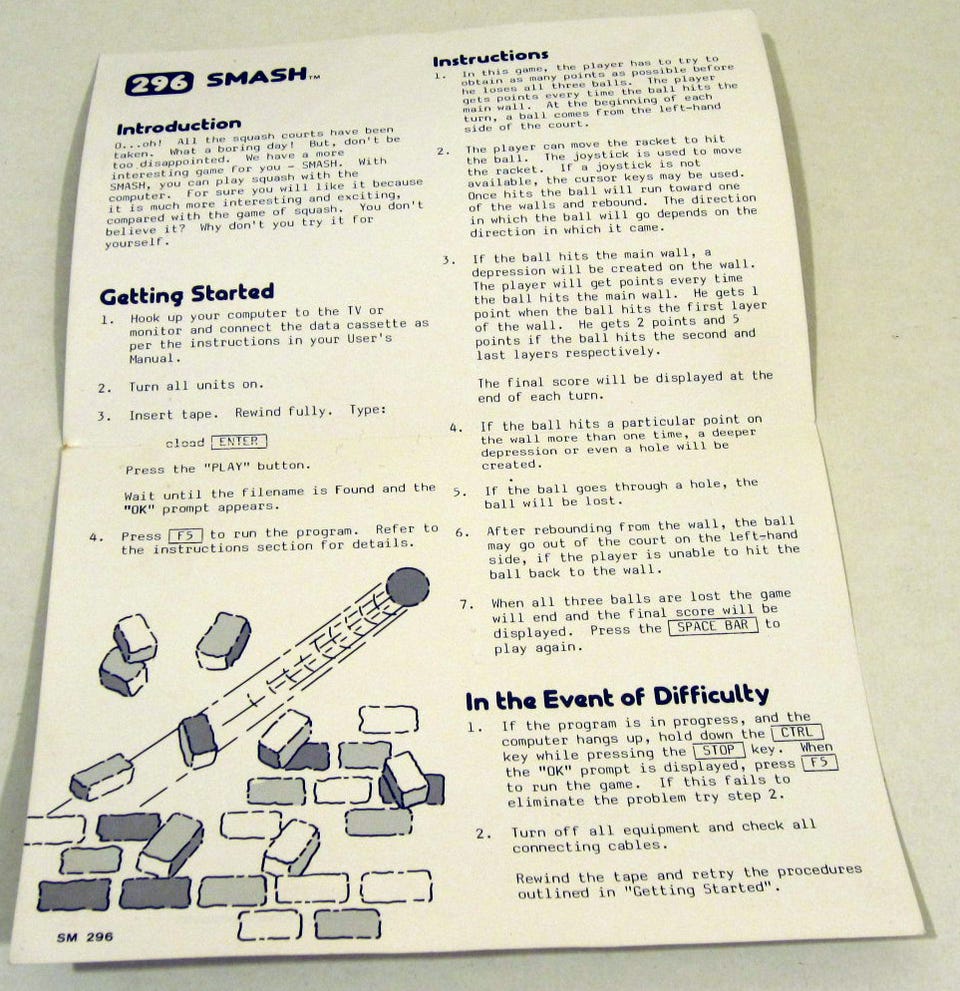 296 SMASH™
Introduction
O...oh! All the squash courts have been
taken. What a boring day! But, don't be
too disappointed. We have a more
interesting game for you - SMASH. With
SMASH, you can play squash with the
computer. For sure you will like it because
it is much more interesting and exciting,
compared with the game of squash. You don't
believe it? Why don't you try it for
yourself.
Getting Started
1. Hook up your computer to the TV or
monitor and connect the data cassette as
per the instructions in your User's
Manual.
2. Turn all units on.
3. Insert tape. Rewind fully. Type:
cload ENTER
Press the "PLAY" button.
Wait until the filename is Found and the
"OK" prompt appears.
4. Press F5 to run the program. Refer to
the instructions section for details.
SM 296
Instructions
1. In this game, the player has to try to
obtain as many points as possible before
he loses all three balls. The player
gets points every time the ball hits the
main wall. At the beginning of each
turn, a ball comes from the left-hand
side of the court.
2. The player can move the racket to hit
the ball. The joystick is used to move
the racket. If a joystick is not
available, the cursor keys may be used.
Once hits the ball will run toward one
of the walls and rebound. The direction
in which the ball will go depends on the
direction in which it came.
3. If the ball hits the main wall, a
depression will be created on the wall.
The player will get points every time
the ball hits the main wall. He gets 1
point when the ball hits the first layer
of the wall. He gets 2 points and 5
points if the ball hits the second and
last layers respectively.
The final score will be displayed at the
end of each turn.
4. If the ball hits a particular point on
the wall more than one time, a deeper
depression or even a hole will be
created.
5. If the ball goes through a hole, the
ball will be lost.
6. After rebounding from the wall, the ball
may go out of the court on the left-hand
side, if the player is unable to hit the
ball back to the wall.
7. When all three balls are lost the game
will end and the final score will be
displayed. Press the SPACE BAR to
play again.
In the Event of Difficulty
1. If the program is in progress, and the
computer hangs up, hold down the CTRL
key while pressing the STOP key. When
the "OK" prompt is displayed, press F5
to run the game. If this fails to
eliminate the problem try step 2.
2. Turn off all equipment and check all
connecting cables.
Rewind the tape and retry the procedures
outlined in "Getting Started".